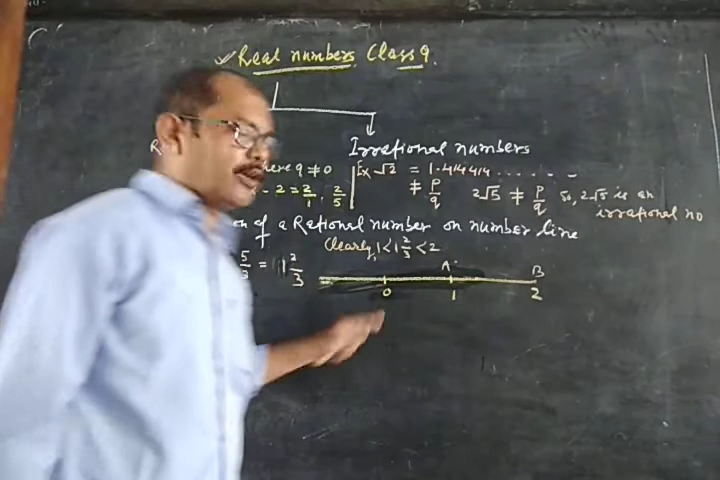 ✓ Real numbers Class 9.
Irrational numbers
where q ≠ 0
Ex √2 = 1.414414 ......
≠ p/q
2 = 2/1, 2/5
2√5 ≠ p/q So, 2√5 is an
irrational no
of a Rational number on number line
Clearly, 1 < 1 2/3 < 2
5/3 = 1 2/3
A B
0 1 2